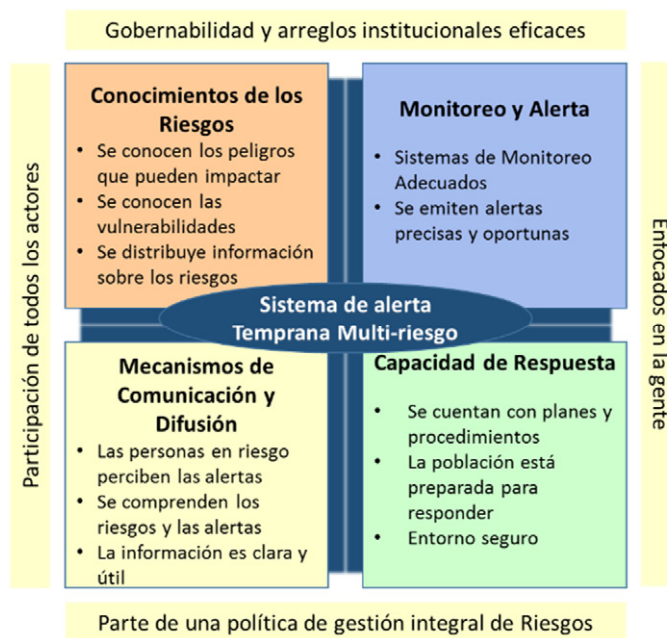 Gobernabilidad y arreglos institucionales eficaces
Participación de todos los actores
Conocimientos de los
Riesgos
• Se conocen los peligros
que pueden impactar
• Se conocen las
vulnerabilidades
• Se distribuye información
sobre los riesgos
Monitoreo y Alerta
• Sistemas de Monitoreo
Adecuados
• Se emiten alertas
precisas y oportunas
Sistema de alerta
Temprana Multi-riesgo
Mecanismos de
Comunicación y
Difusión
• Las personas en riesgo
perciben las alertas
• Se comprenden los
riesgos y las alertas
• La información es clara y
útil
Capacidad de Respuesta
• Se cuentan con planes y
procedimientos
• La población está
preparada para
responder
• Entorno seguro
Enfocados en la gente
Parte de una política de gestión integral de Riesgos